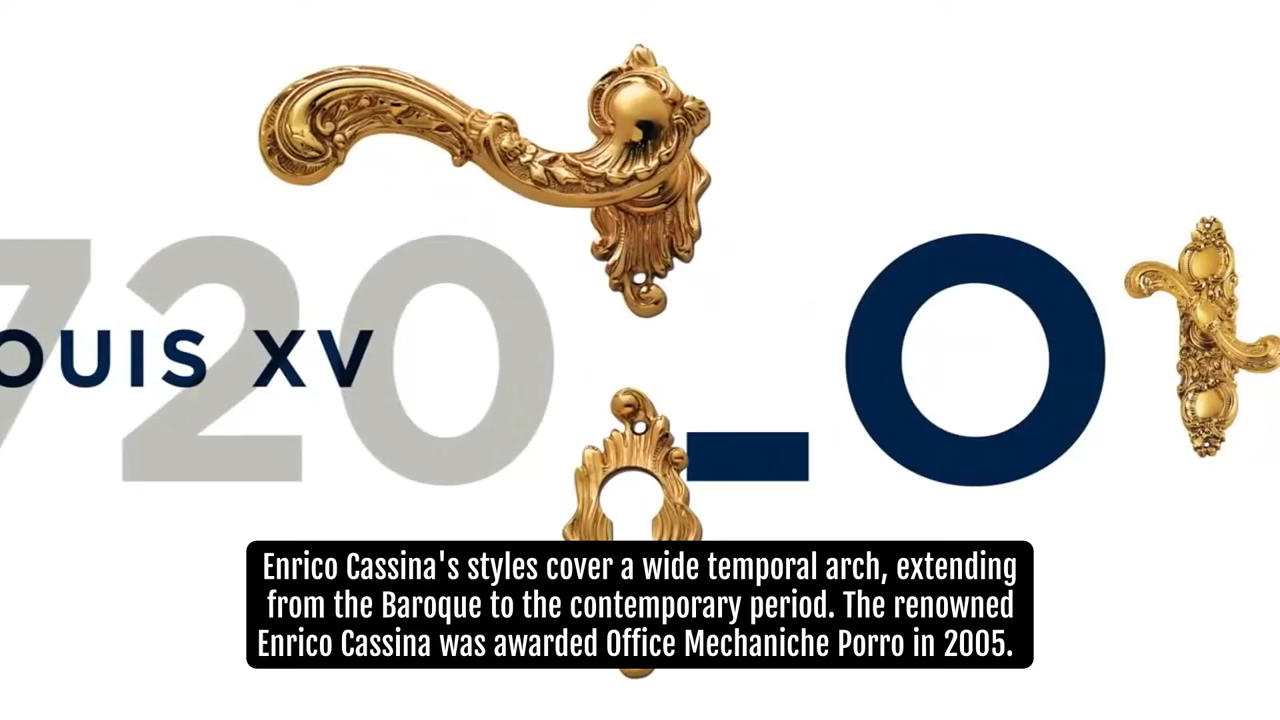 720_0
OUIS XV
Enrico Cassina's styles cover a wide temporal arch, extending
from the Baroque to the contemporary period. The renowned
Enrico Cassina was awarded Office Mechaniche Porro in 2005.